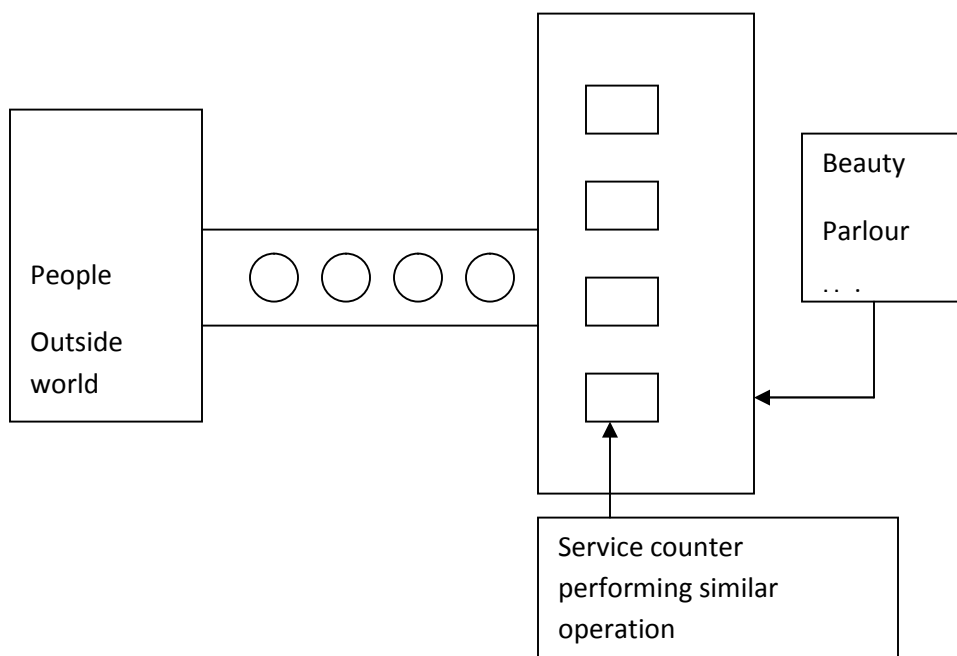 People
Outside
world
Beauty
Parlour
Service counter
performing similar
operation